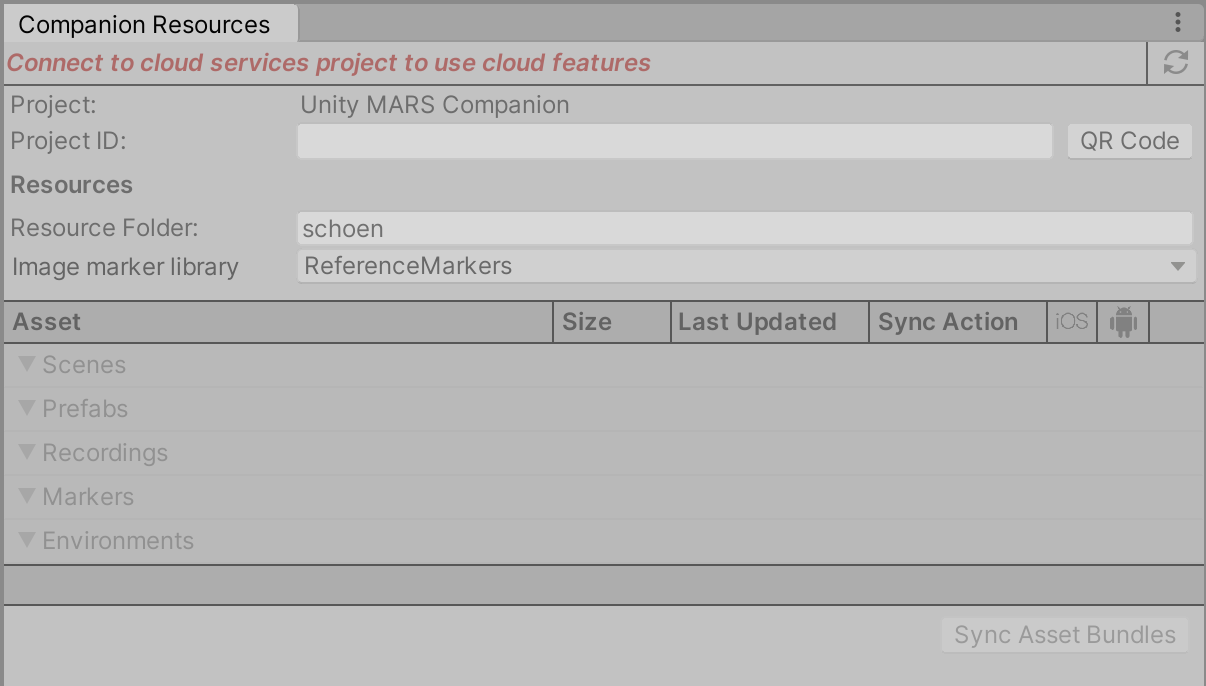 Companion Resources
Connect to cloud services project to use cloud features
Project: Unity MARS Companion
Project ID: QR Code
Resources
Resource Folder: schoen
Image marker library ReferenceMarkers
Asset Size Last Updated Sync Action iOS
Scenes
Prefabs
Recordings
Markers
Environments
Sync Asset Bundles